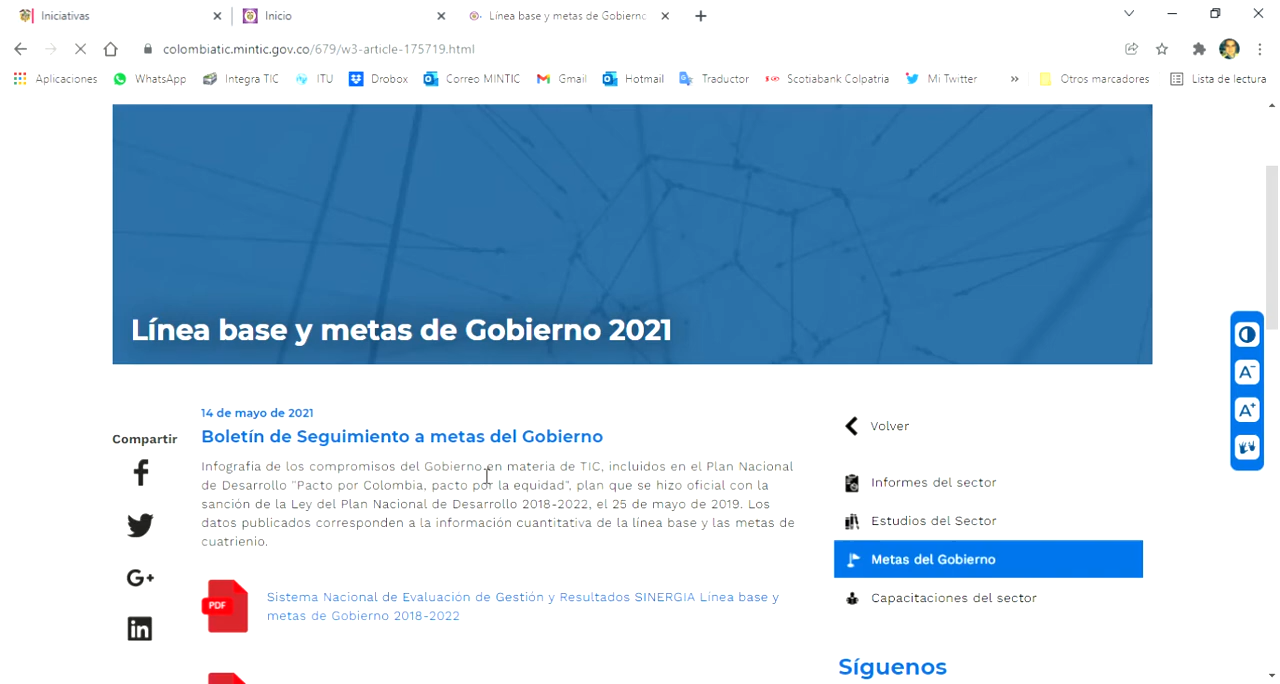 Iniciativas
Inicio
Línea base y metas de Gobierno
colombiatic.mintic.gov.co/679/w3-article-175719.html
Aplicaciones
WhatsApp
Integra TIC
ITU
Drobox
Correo MINTIC
Gmail
Hotmail
Traductor
Scotiabank Colpatria
Mi Twitter
»
Otros marcadores
Lista de lectura
Línea base y metas de Gobierno 2021
A-
A+
Compartir
G+
in
14 de mayo de 2021
Boletín de Seguimiento a metas del Gobierno
Infografía de los compromisos del Gobierno en materia de TIC, incluidos en el Plan Nacional
de Desarrollo "Pacto por Colombia, pacto por la equidad", plan que se hizo oficial con la
sanción de la Ley del Plan Nacional de Desarrollo 2018-2022, el 25 de mayo de 2019. Los
datos publicados corresponden a la información cuantitativa de la línea base y las metas de
cuatrienio.
PDF
Sistema Nacional de Evaluación de Gestión y Resultados SINERGIA Línea base y
metas de Gobierno 2018-2022
Volver
Informes del sector
Estudios del Sector
Metas del Gobierno
Capacitaciones del sector
Síguenos